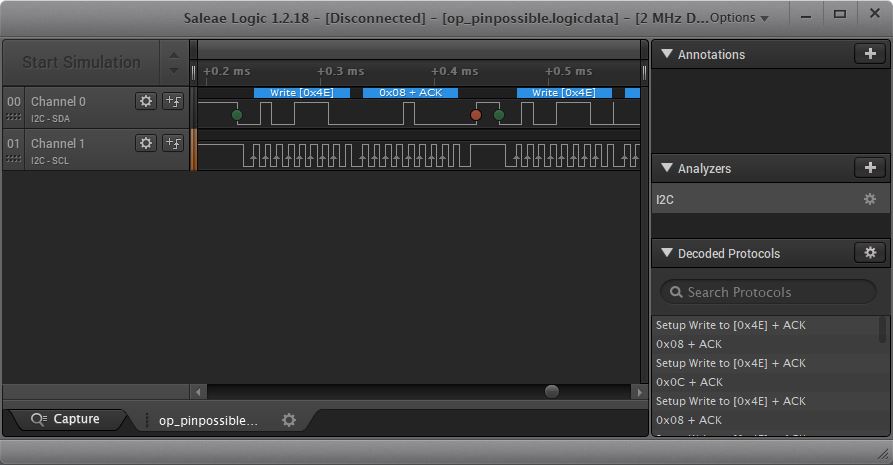 Saleae Logic 1.2.18 - [Disconnected] - [op_pinpossible.logicdata] - [2 MHz D...
Options
Start Simulation
+0.2 ms +0.3 ms +0.4 ms +0.5 ms
Write [0x4E] 0x08 + ACK Write [0x4E]
00 Channel 0
I2C - SDA
01 Channel 1
I2C - SCL
Annotations
Analyzers
I2C
Decoded Protocols
Search Protocols
Setup Write to [0x4E] + ACK
0x08 + ACK
Setup Write to [0x4E] + ACK
0x0C + ACK
Setup Write to [0x4E] + ACK
0x08 + ACK
Capture
op_pinpossible...